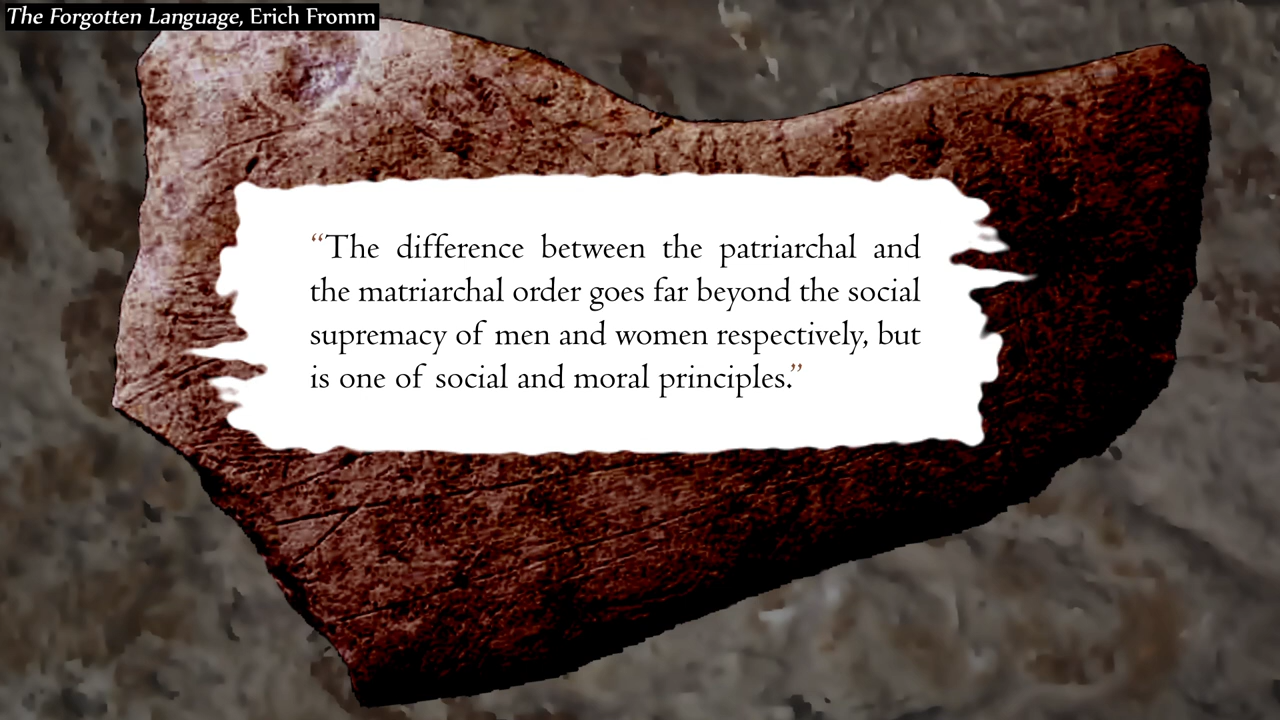 The Forgotten Language, Erich Fromm
“The difference between the patriarchal and
the matriarchal order goes far beyond the social
supremacy of men and women respectively, but
is one of social and moral principles.”